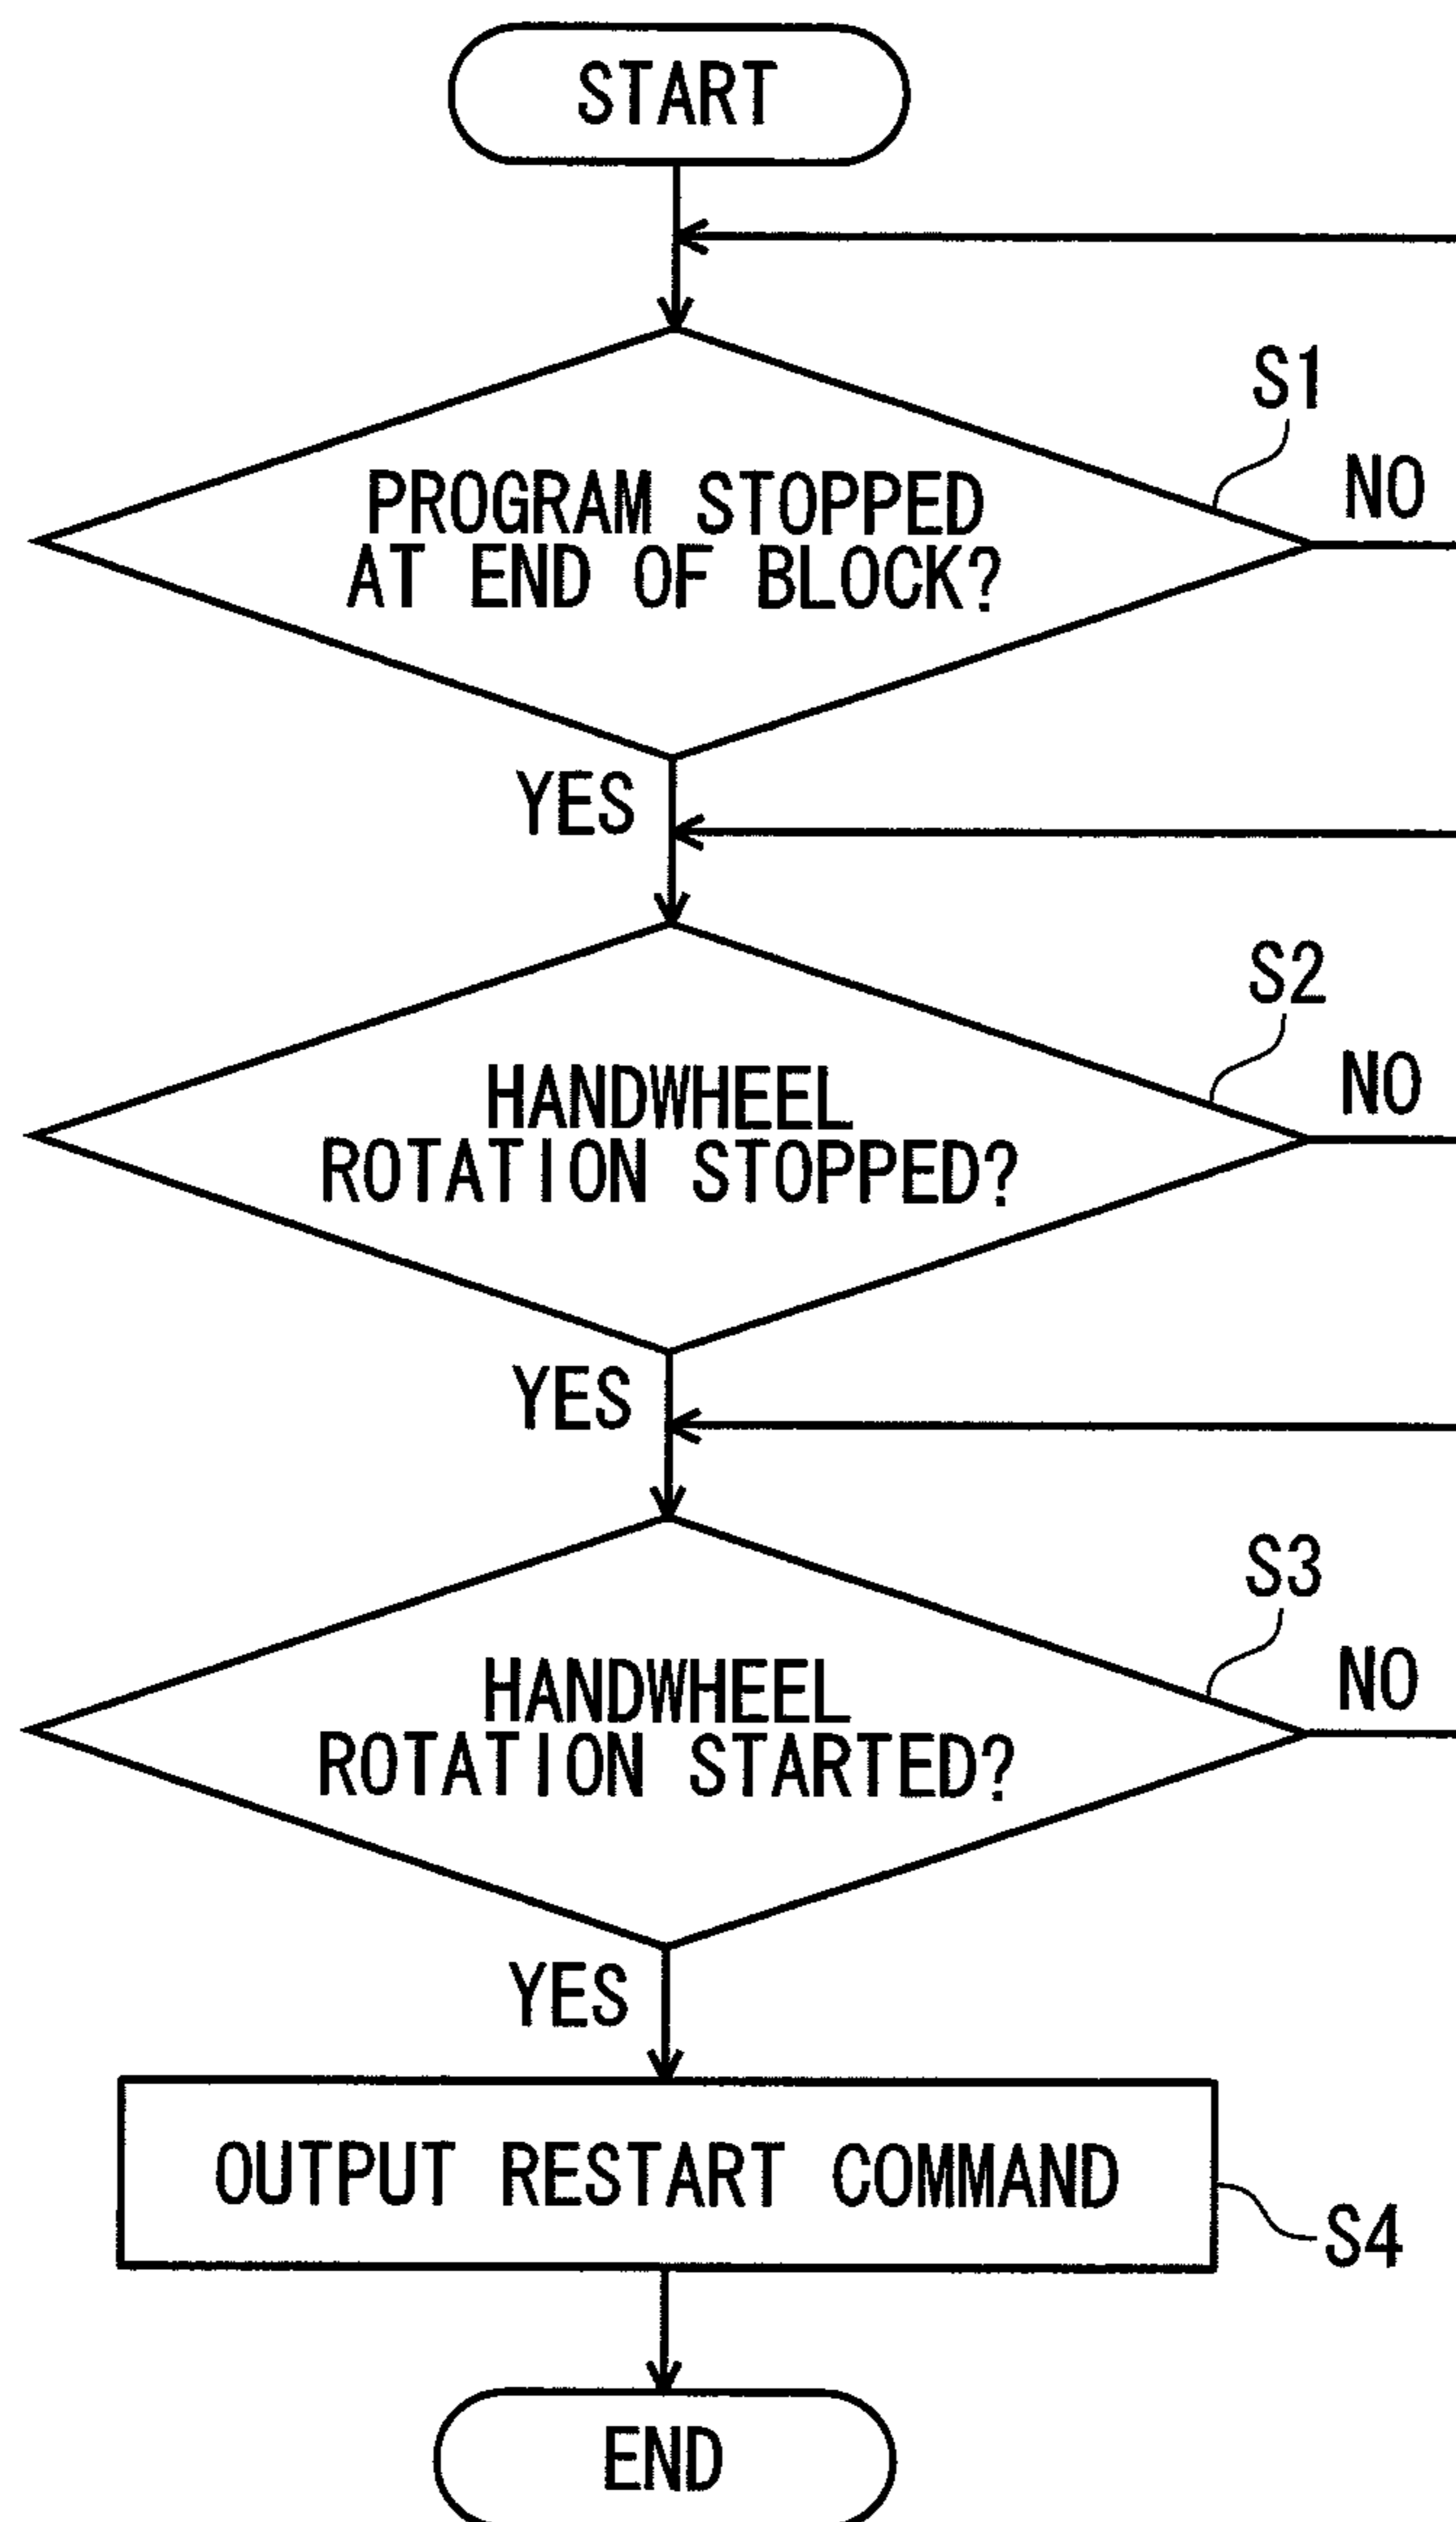 START
S1
PROGRAM STOPPED
AT END OF BLOCK?
NO
YES
S2
HANDWHEEL
ROTATION STOPPED?
NO
YES
S3
HANDWHEEL
ROTATION STARTED?
NO
YES
OUTPUT RESTART COMMAND
S4
END